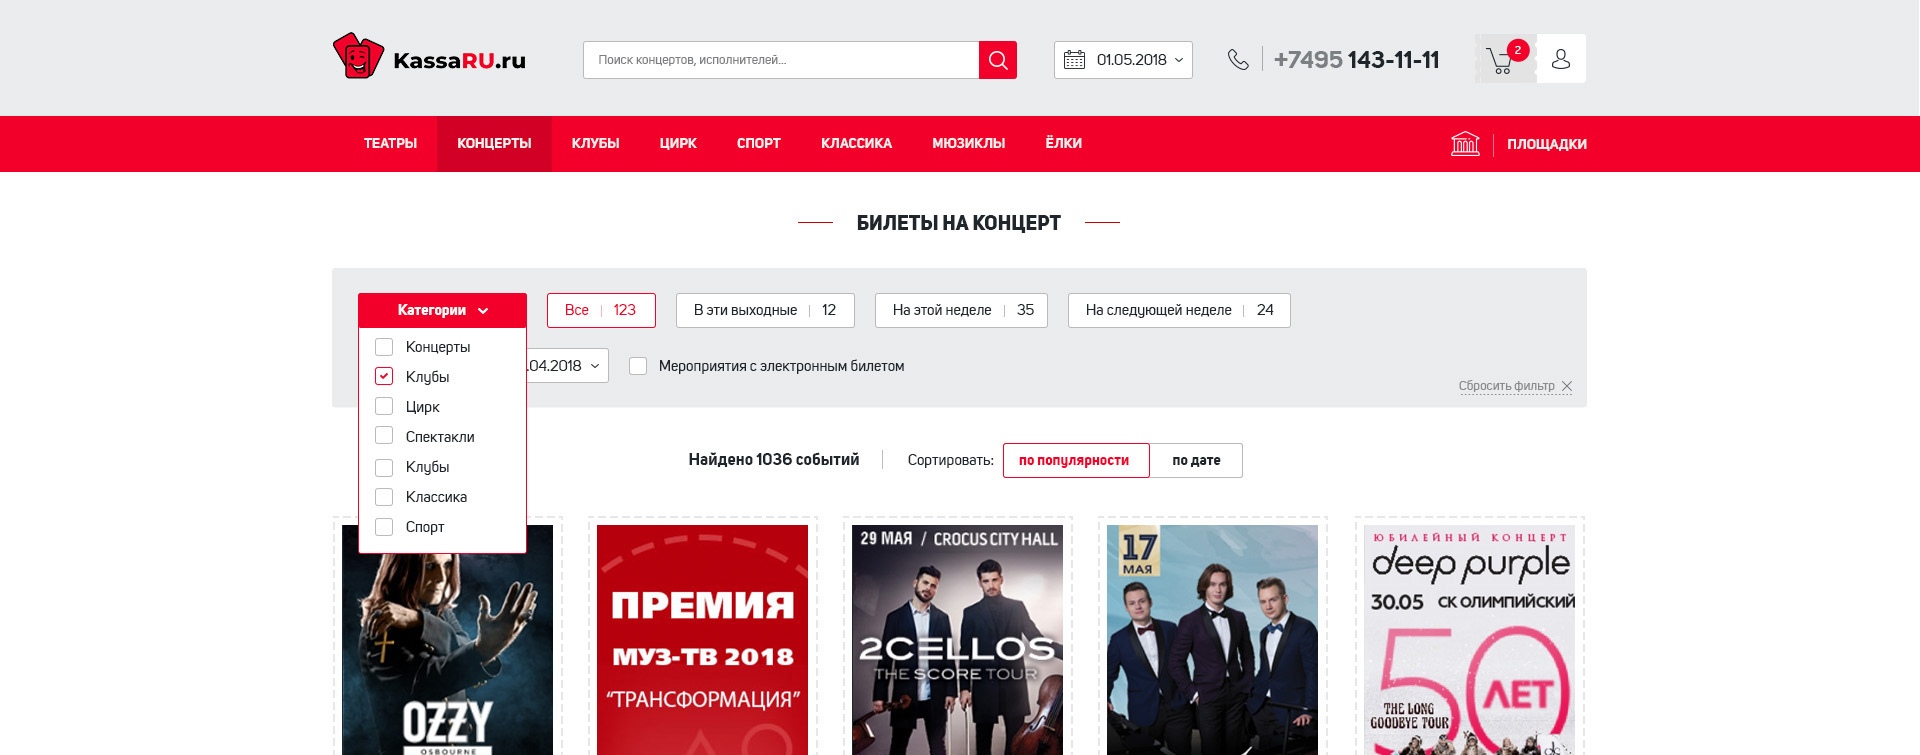 KassaRU.ru
Поиск концертов, исполнителей...
01.05.2018
+7495 143-11-11
2
ТЕАТРЫ КОНЦЕРТЫ КЛУБЫ ЦИРК СПОРТ КЛАССИКА МЮЗИКЛЫ ЁЛКИ ПЛОЩАДКИ
БИЛЕТЫ НА КОНЦЕРТ
Категории
Все 123
В эти выходные 12
На этой неделе 35
На следующей неделе 24
Концерты
Клубы
Цирк
Спектакли
Клубы
Классика
Спорт
.04.2018
Мероприятия с электронным билетом
Сбросить фильтр
Найдено 1036 событий
Сортировать: по популярности по дате
OZZY
OSBOURNE
ПРЕМИЯ
МУЗ-ТВ 2018
“ТРАНСФОРМАЦИЯ”
29 МАЯ / CROCUS CITY HALL
2CELLOS
THE SCORE TOUR
17
МАЯ
ЮБИЛЕЙНЫЙ КОНЦЕРТ
deep purple
30.05 СК ОЛИМПИЙСКИЙ
50 ЛЕТ
THE LONG
GOODBYE TOUR